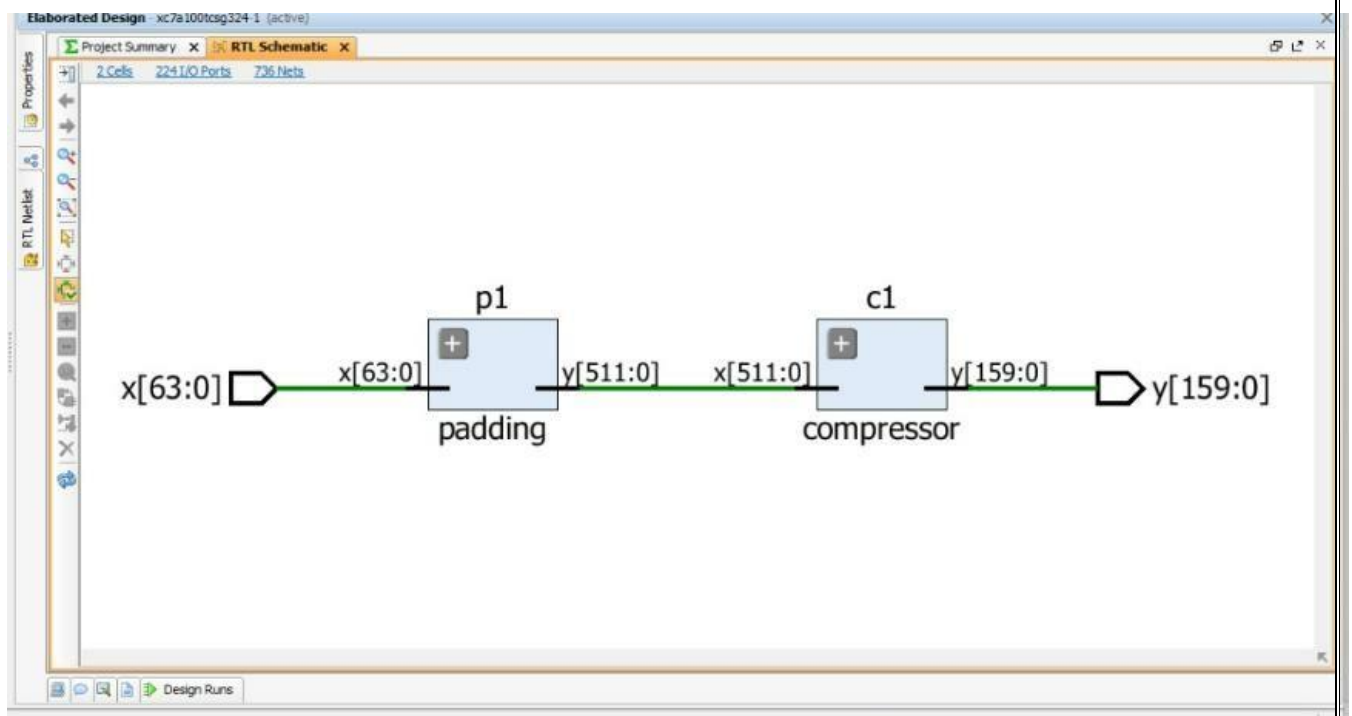 Elaborated Design - xc7a100tcsg324-1 (active)
Project Summary RTL Schematic
2 Cells 224 I/O Ports 736 Nets
Properties
RTL Netlist
p1 c1
x[63:0] x[63:0] y[511:0] x[511:0] y[159:0] y[159:0]
padding compressor
Design Runs